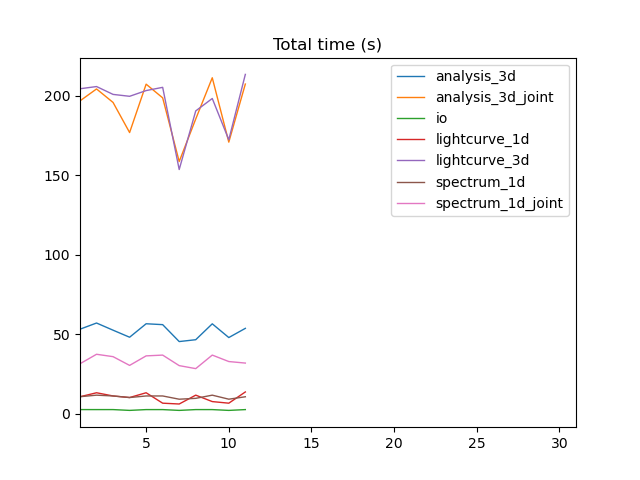 Total time (s)
analysis_3d
analysis_3d_joint
io
lightcurve_1d
lightcurve_3d
spectrum_1d
spectrum_1d_joint
200
150
100
50
0
5 10 15 20 25 30